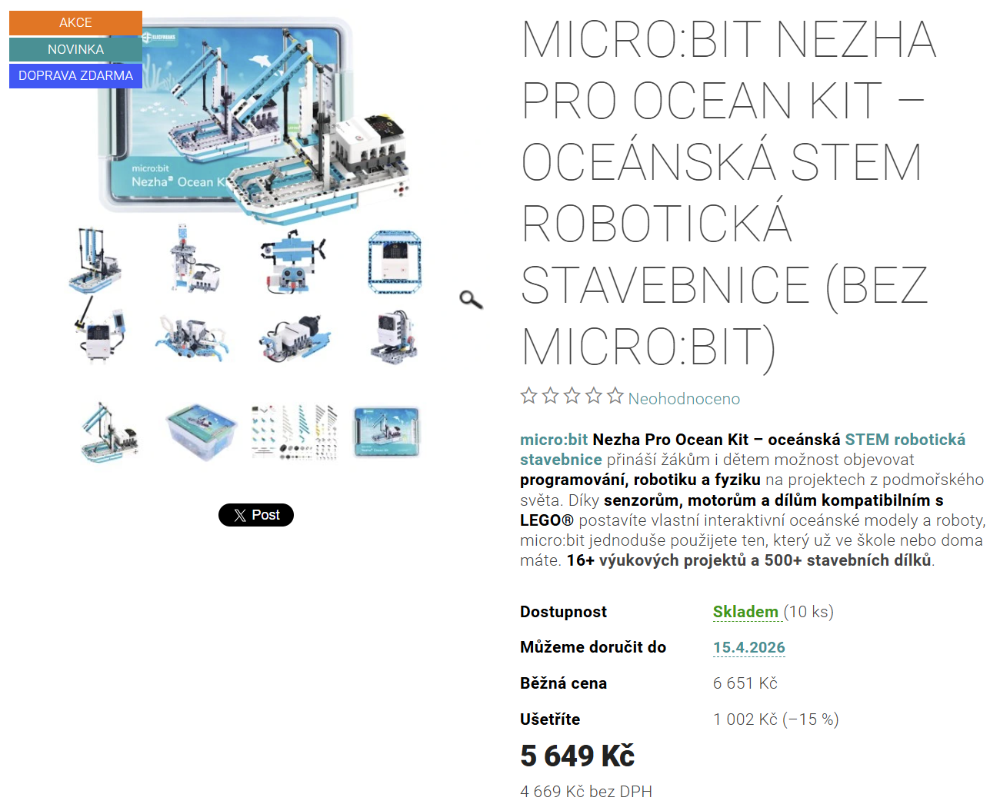 AKCE
NOVINKA
DOPRAVA ZDARMA
ELECFREAKS
micro:bit
Nezha Ocean Ki
Post
MICRO:BIT NEZHA
PRO OCEAN KIT –
OCEÁNSKÁ STEM
ROBOTICKÁ
STAVEBNICE (BEZ
MICRO:BIT)
Neohodnoceno
micro:bit Nezha Pro Ocean Kit – oceánská STEM robotická
stavebnice přináší žákům i dětem možnost objevovat
programování, robotiku a fyziku na projektech z podmořského
světa. Díky senzorům, motorům a dílům kompatibilním s
LEGO® postavíte vlastní interaktivní oceánské modely a roboty,
micro:bit jednoduše použijete ten, který už ve škole nebo doma
máte. 16+ výukových projektů a 500+ stavebních dílků.
Dostupnost Skladem (10 ks)
Můžeme doručit do 15.4.2026
Běžná cena 6 651 Kč
Ušetříte 1 002 Kč (–15 %)
5 649 Kč
4 669 Kč bez DPH